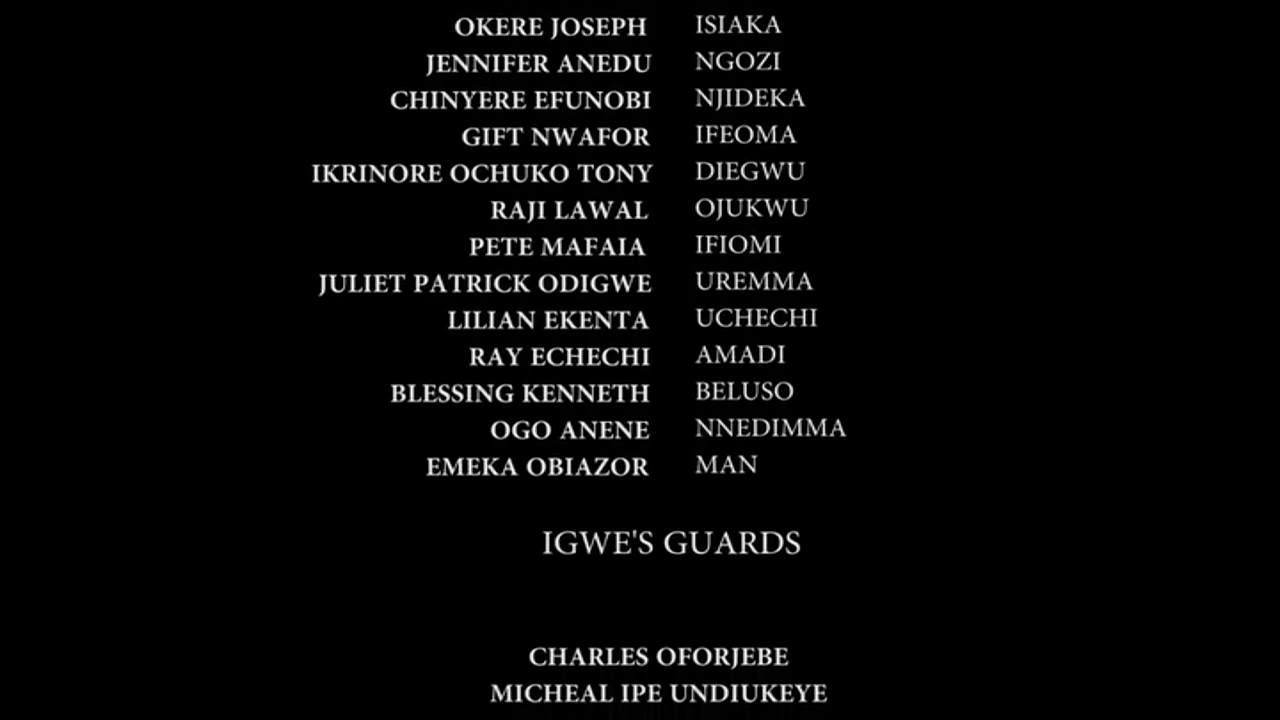 OKERE JOSEPH ISIAKA
JENNIFER ANEDU NGOZI
CHINYERE EFUNOBI NJIDEKA
GIFT NWAFOR IFEOMA
IKRINORE OCHUKO TONY DIEGWU
RAJI LAWAL OJUKWU
PETE MAFAIA IFIOMI
JULIET PATRICK ODIGWE UREMMA
LILIAN EKENTA UCHECHI
RAY ECHECHI AMADI
BLESSING KENNETH BELUSO
OGO ANENE NNEDIMMA
EMEKA OBIAZOR MAN
IGWE'S GUARDS
CHARLES OFORJEBE
MICHEAL IPE UNDIUKEYE